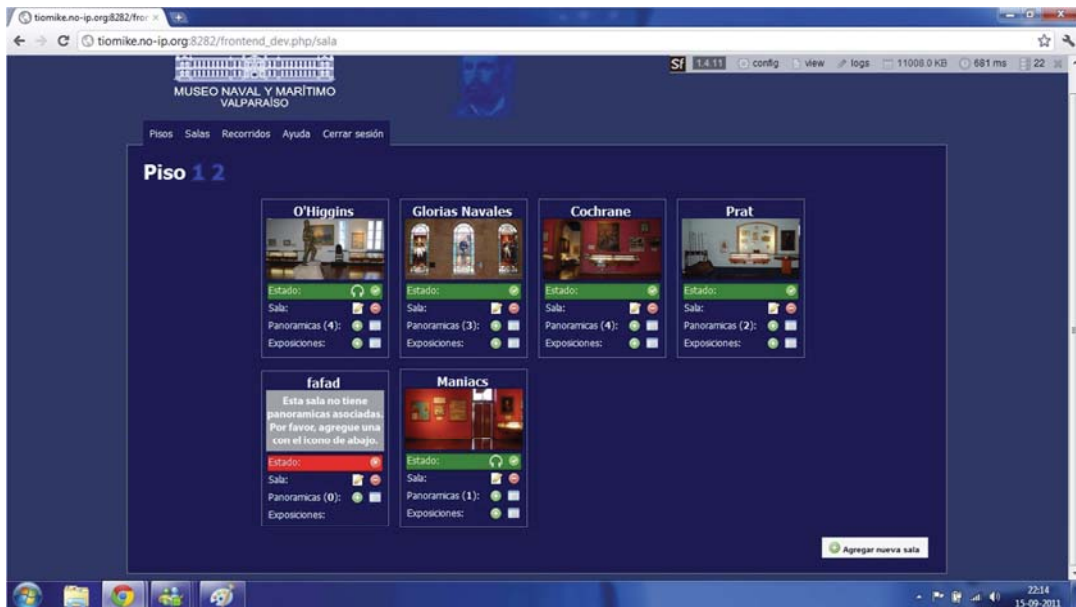 tiomike.no-ip.org:8282/fror
tiomike.no-ip.org:8282/frontend_dev.php/sala
Sf 1.4.11 config view logs 11008.0 KB 681 ms 22
MUSEO NAVAL Y MARÍTIMO
VALPARAÍSO
Pisos Salas Recorridos Ayuda Cerrar sesión
Piso 1 2
O'Higgins
Estado:
Sala:
Panoramicas (4):
Exposiciones:
Glorias Navales
Estado:
Sala:
Panoramicas (3):
Exposiciones:
Cochrane
Estado:
Sala:
Panoramicas (4):
Exposiciones:
Prat
Estado:
Sala:
Panoramicas (2):
Exposiciones:
fafad
Esta sala no tiene
panoramicas asociadas.
Por favor, agregue una
con el icono de abajo.
Estado:
Sala:
Panoramicas (0):
Exposiciones:
Maniacs
Estado:
Sala:
Panoramicas (1):
Exposiciones:
Agregar nueva sala
22:14
15-09-2011